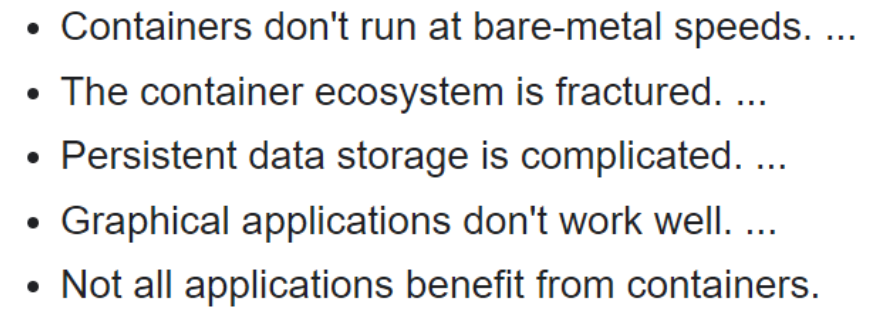 • Containers don't run at bare-metal speeds. ...
• The container ecosystem is fractured. ...
• Persistent data storage is complicated. ...
• Graphical applications don't work well. ...
• Not all applications benefit from containers.